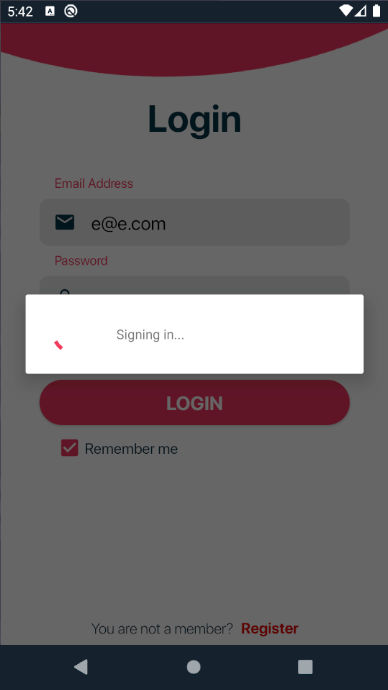 5:42
Login
Email Address
e@e.com
Password
Signing in...
LOGIN
Remember me
You are not a member? Register